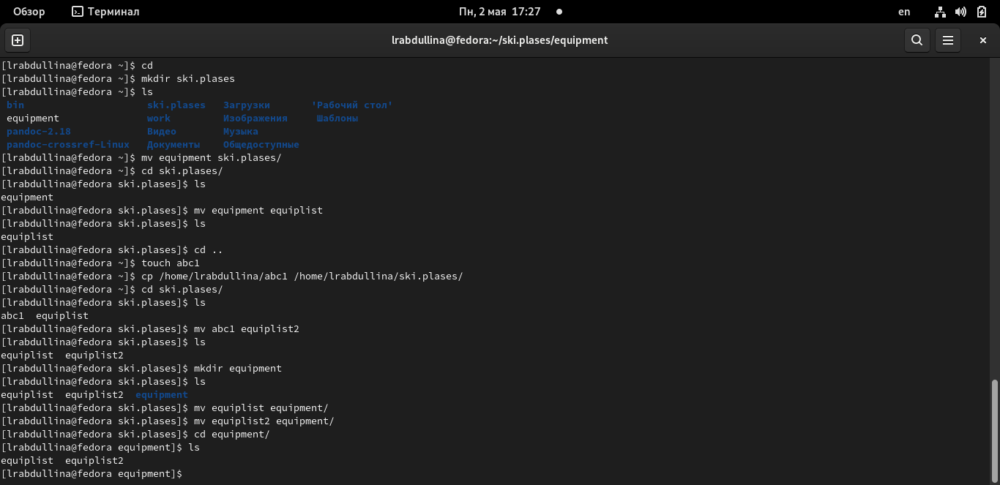 Обзор Терминал Пн, 2 мая 17:27 en
lrabdullina@fedora:~/ski.plases/equipment
[lrabdullina@fedora ~]$ cd
[lrabdullina@fedora ~]$ mkdir ski.plases
[lrabdullina@fedora ~]$ ls
bin ski.plases Загрузки 'Рабочий стол'
equipment work Изображения Шаблоны
pandoc-2.18 Видео Музыка
pandoc-crossref-Linux Документы Общедоступные
[lrabdullina@fedora ~]$ mv equipment ski.plases/
[lrabdullina@fedora ~]$ cd ski.plases/
[lrabdullina@fedora ski.plases]$ ls
equipment
[lrabdullina@fedora ski.plases]$ mv equipment equiplist
[lrabdullina@fedora ski.plases]$ ls
equiplist
[lrabdullina@fedora ski.plases]$ cd ..
[lrabdullina@fedora ~]$ touch abc1
[lrabdullina@fedora ~]$ cp /home/lrabdullina/abc1 /home/lrabdullina/ski.plases/
[lrabdullina@fedora ~]$ cd ski.plases/
[lrabdullina@fedora ski.plases]$ ls
abc1 equiplist
[lrabdullina@fedora ski.plases]$ mv abc1 equiplist2
[lrabdullina@fedora ski.plases]$ ls
equiplist equiplist2
[lrabdullina@fedora ski.plases]$ mkdir equipment
[lrabdullina@fedora ski.plases]$ ls
equiplist equiplist2 equipment
[lrabdullina@fedora ski.plases]$ mv equiplist equipment/
[lrabdullina@fedora ski.plases]$ mv equiplist2 equipment/
[lrabdullina@fedora ski.plases]$ cd equipment/
[lrabdullina@fedora equipment]$ ls
equiplist equiplist2
[lrabdullina@fedora equipment]$